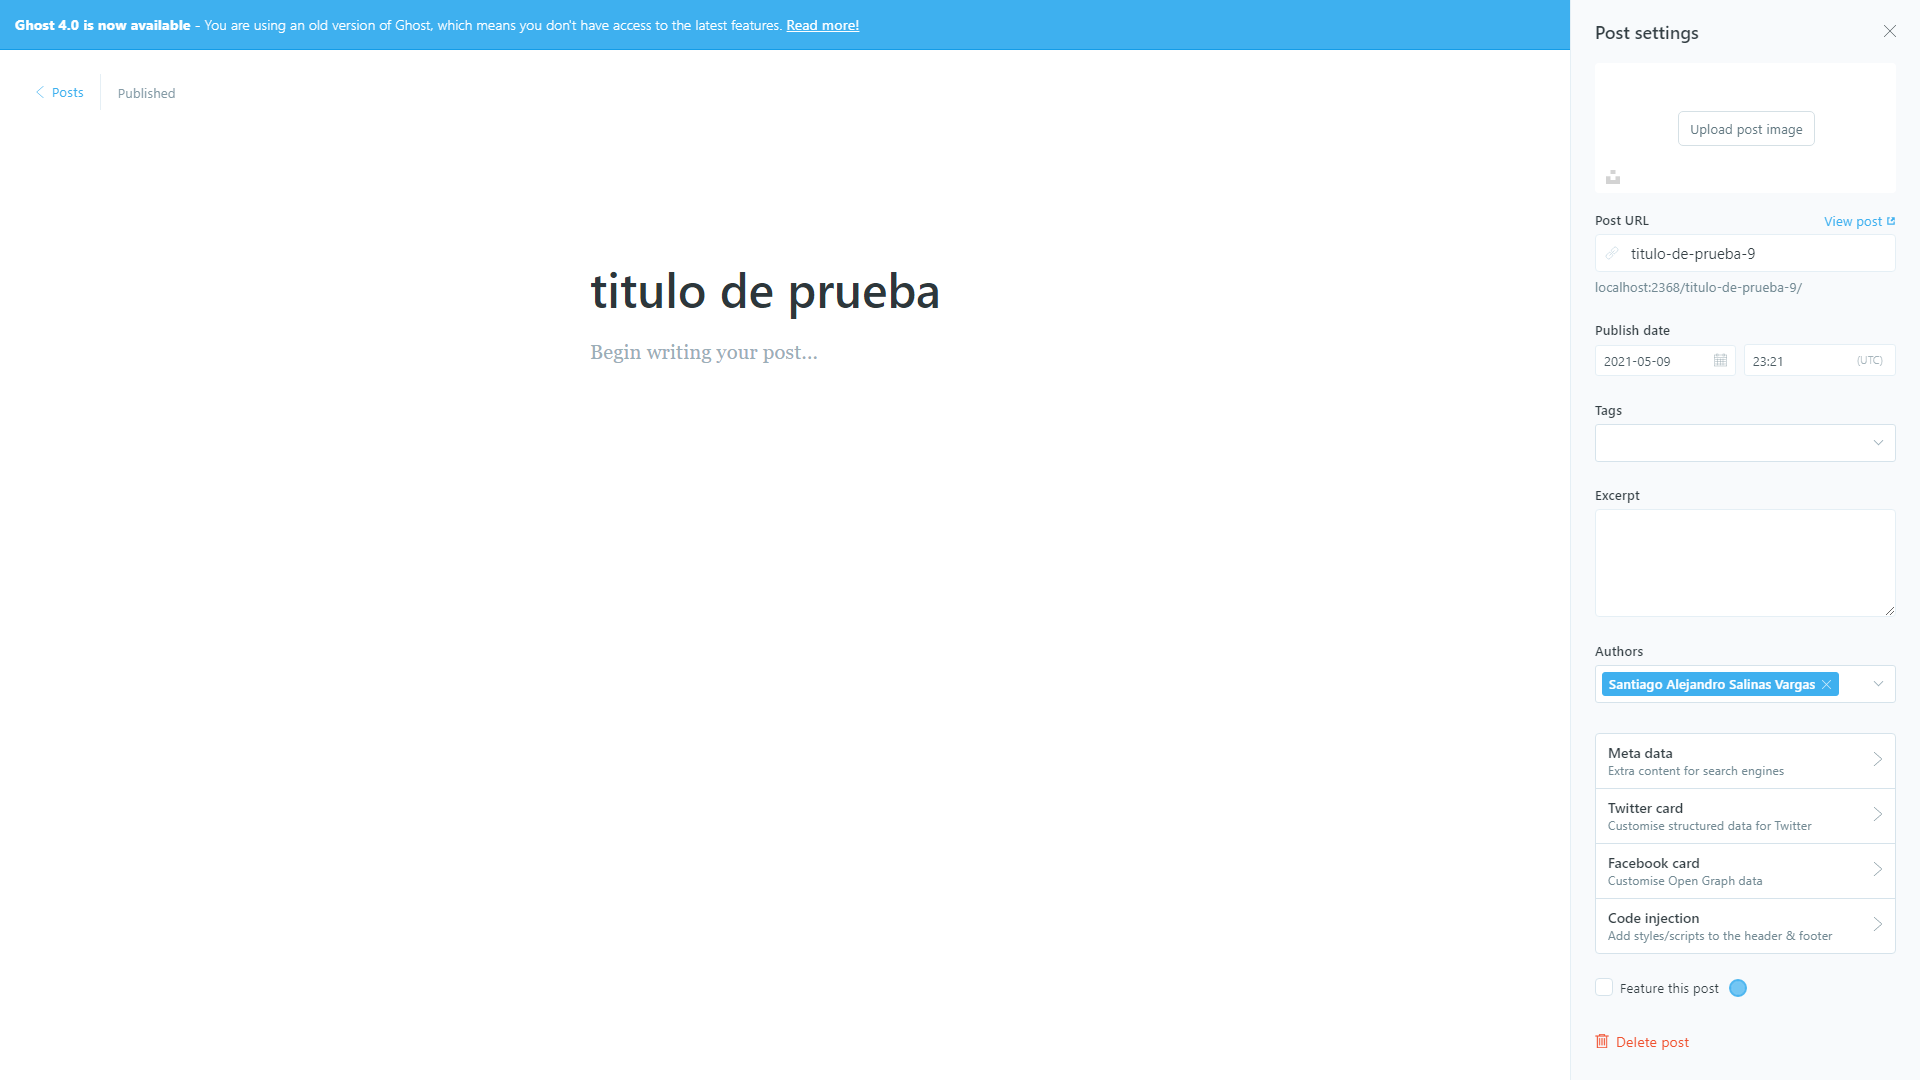 Ghost 4.0 is now available - You are using an old version of Ghost, which means you don't have access to the latest features. Read more!
Posts
Published
titulo de prueba
Begin writing your post...
Post settings
Upload post image
Post URL
View post
titulo-de-prueba-9
localhost:2368/titulo-de-prueba-9/
Publish date
2021-05-09
23:21
(UTC)
Tags
Excerpt
Authors
Santiago Alejandro Salinas Vargas
Meta data
Extra content for search engines
Twitter card
Customise structured data for Twitter
Facebook card
Customise Open Graph data
Code injection
Add styles/scripts to the header & footer
Feature this post
Delete post